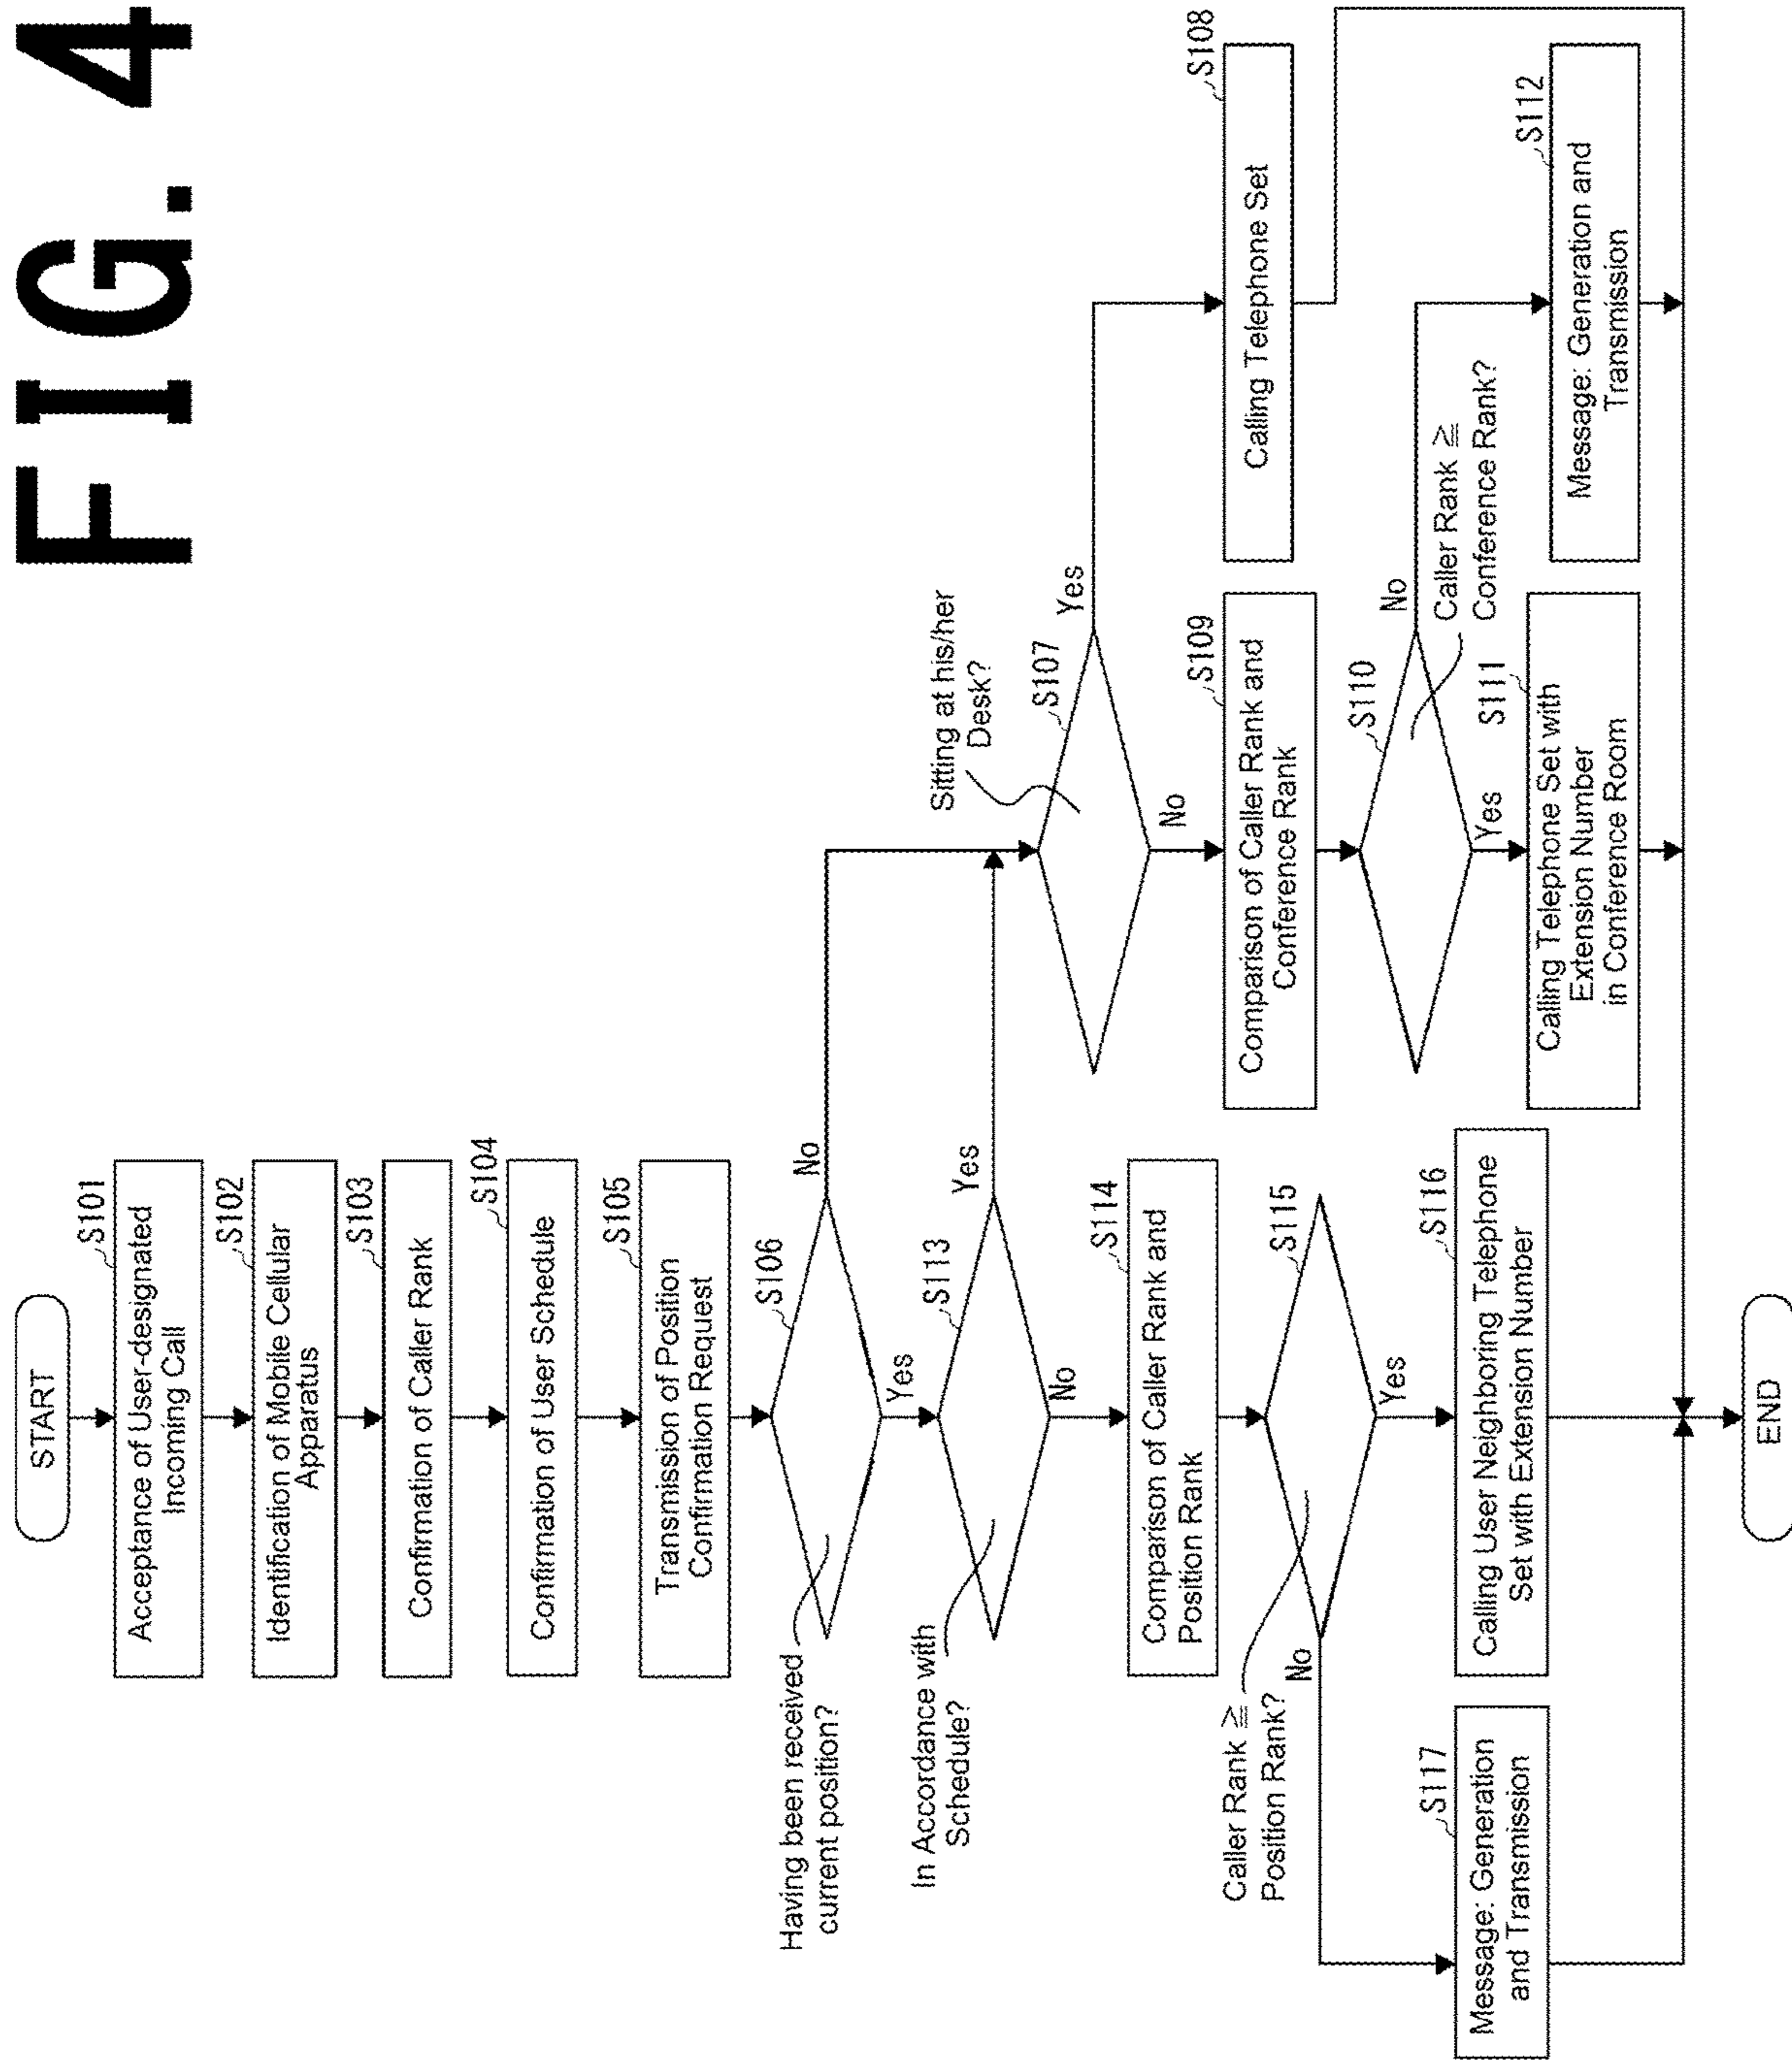 FIG. 4
START
S101
Acceptance of User-designated
Incoming Call
S102
Identification of Mobile Cellular
Apparatus
S103
Confirmation of Caller Rank
S104
Confirmation of User Schedule
S105
Transmission of Position
Confirmation Request
S106
Having been received
current position?
No
Yes
S113
In Accordance with
Schedule?
Yes
No
Sitting at his/her
Desk?
S107
Yes
No
S108
Calling Telephone Set
S109
Comparison of Caller Rank and
Conference Rank
S110
Caller Rank ≧
Conference Rank?
No
Yes
S111
Calling Telephone Set with
Extension Number
in Conference Room
S112
Message: Generation and
Transmission
S114
Comparison of Caller Rank and
Position Rank
S115
Caller Rank ≧
Position Rank?
No
Yes
S116
Calling User Neighboring Telephone
Set with Extension Number
S117
Message: Generation
and Transmission
END